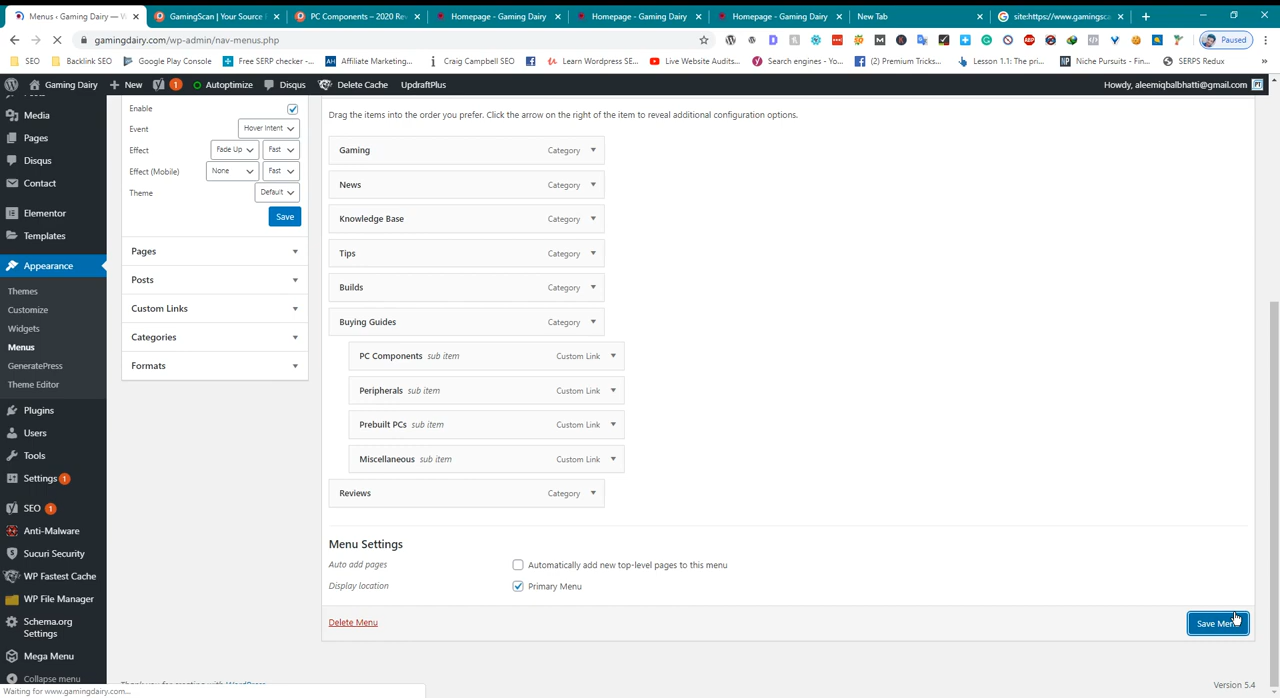 Menus ‹ Gaming Dairy — W
GamingScan | Your Source
PC Components – 2020 Re
Homepage - Gaming Dairy
Homepage - Gaming Dairy
Homepage - Gaming Dairy
New Tab
site:https://www.gamingsc
gamingdairy.com/wp-admin/nav-menus.php
Paused
SEO
Backlink SEO
Google Play Console
Free SERP checker -...
Affiliate Marketing...
Craig Campbell SEO
Learn Wordpress SE...
Live Website Audits...
Search engines - Yo...
(2) Premium Tricks...
Lesson 1.1: The pri...
Niche Pursuits - Fin...
SERPS Redux
»
Gaming Dairy
New
1
Autoptimize
Disqus
Delete Cache
UpdraftPlus
Howdy, aleemiqbalbhatti@gmail.com
Media
Pages
Disqus
Contact
Elementor
Templates
Appearance
Themes
Customize
Widgets
Menus
GeneratePress
Theme Editor
Plugins
Users
Tools
Settings 1
SEO 1
Anti-Malware
Sucuri Security
WP Fastest Cache
WP File Manager
Schema.org
Settings
Mega Menu
Collapse menu
Enable
Event Hover Intent
Effect Fade Up Fast
Effect (Mobile) None Fast
Theme Default
Save
Pages
Posts
Custom Links
Categories
Formats
Drag the items into the order you prefer. Click the arrow on the right of the item to reveal additional configuration options.
Gaming Category
News Category
Knowledge Base Category
Tips Category
Builds Category
Buying Guides Category
PC Components sub item Custom Link
Peripherals sub item Custom Link
Prebuilt PCs sub item Custom Link
Miscellaneous sub item Custom Link
Reviews Category
Menu Settings
Auto add pages Automatically add new top-level pages to this menu
Display location Primary Menu
Delete Menu
Save Menu
Version 5.4
Waiting for www.gamingdairy.com...